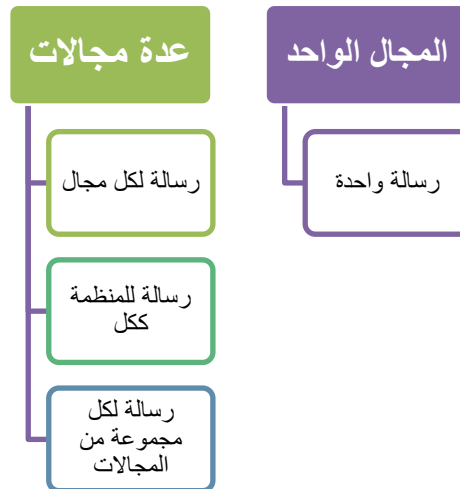 المجال الواحد
رسالة واحدة
عدة مجالات
رسالة لكل مجال
رسالة للمنظمة
ككل
رسالة لكل
مجموعة من
المجالات